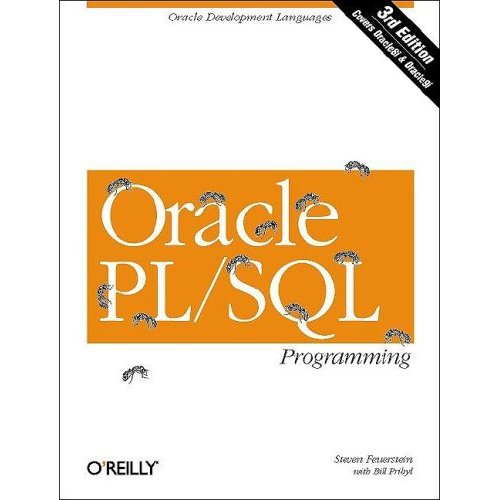 Oracle Development Languages
3rd Edition
Covers Oracle8i & Oracle9i
Oracle
PL/SQL
Programming
Steven Feuerstein
with Bill Pribyl
O'REILLY